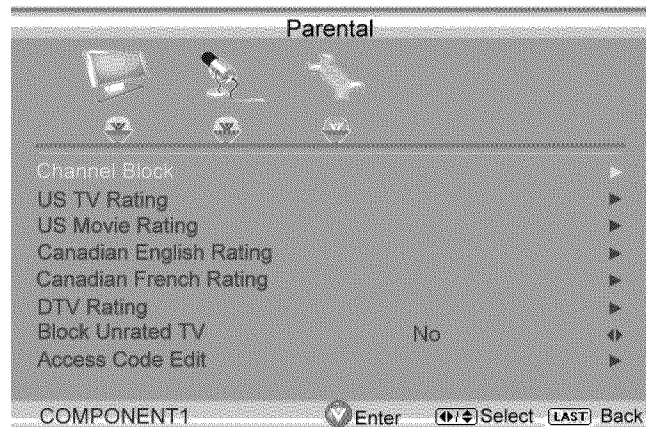 Parental
Channel Block
US TV Rating
US Movie Rating
Canadian English Rating
Canadian French Rating
DTV Rating
Block Unrated TV No
Access Code Edit
COMPONENT1 V Enter Select LAST Back